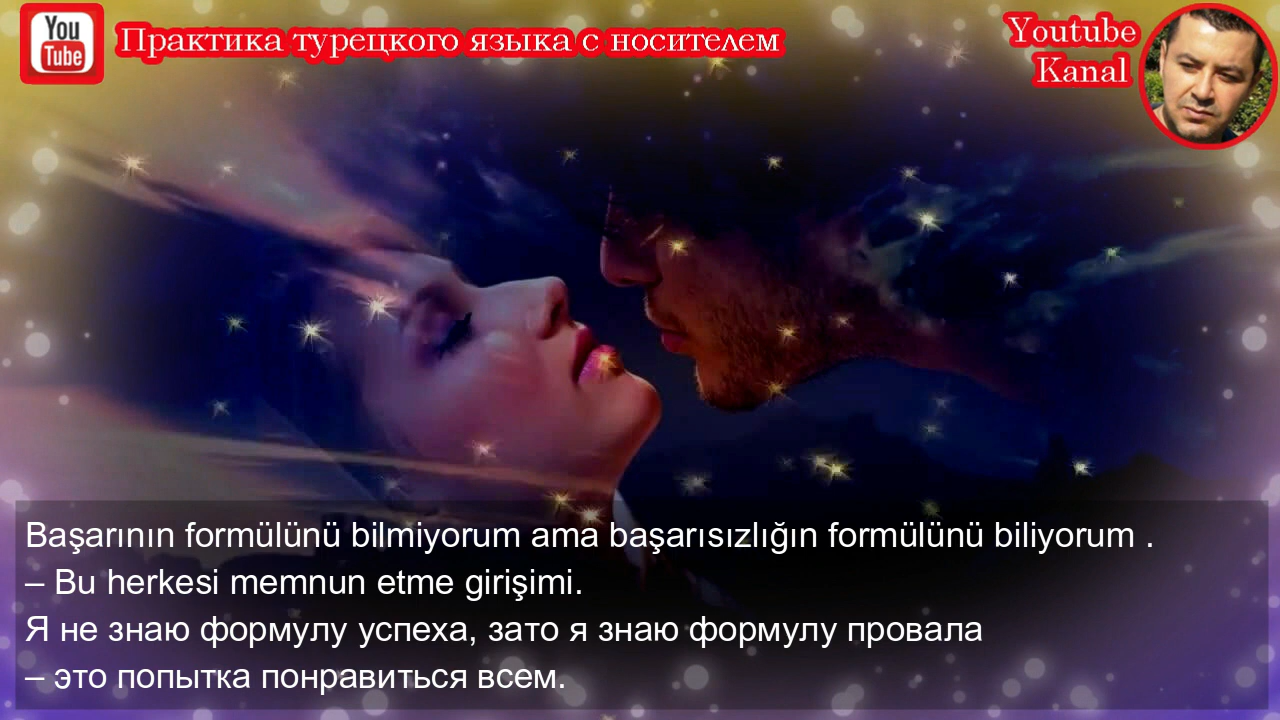 You
Tube
Практика турецкого языка с носителем
Youtube
Kanal
Başarının formülünü bilmiyorum ama başarısızlığın formülünü biliyorum .
– Bu herkesi memnun etme girişimi.
Я не знаю формулу успеха, зато я знаю формулу провала
– это попытка понравиться всем.